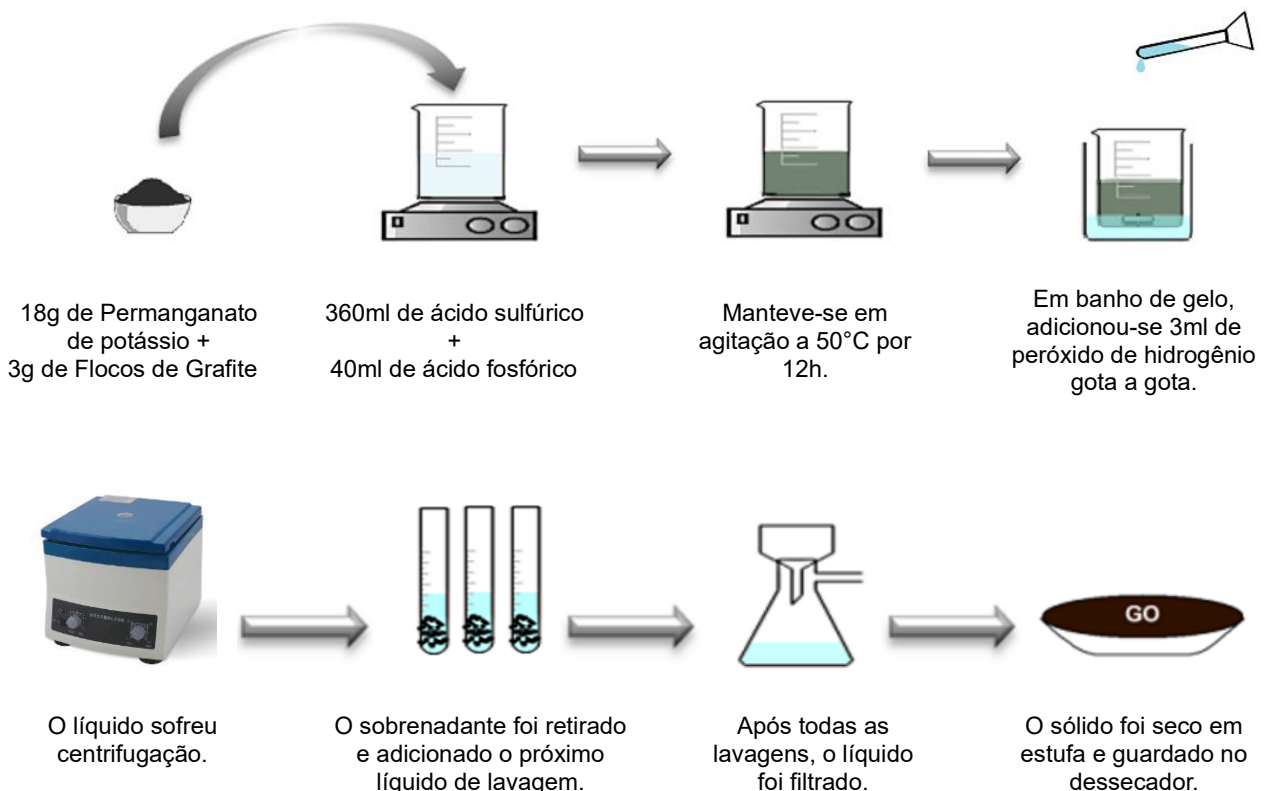 18g de Permanganato
de potássio +
3g de Flocos de Grafite
360ml de ácido sulfúrico
+
40ml de ácido fosfórico
Manteve-se em
agitação a 50°C por
12h.
Em banho de gelo,
adicionou-se 3ml de
peróxido de hidrogênio
gota a gota.
GO
O líquido sofreu
centrifugação.
O sobrenadante foi retirado
e adicionado o próximo
líquido de lavagem.
Após todas as
lavagens, o líquido
foi filtrado.
O sólido foi seco em
estufa e guardado no
dessecador.